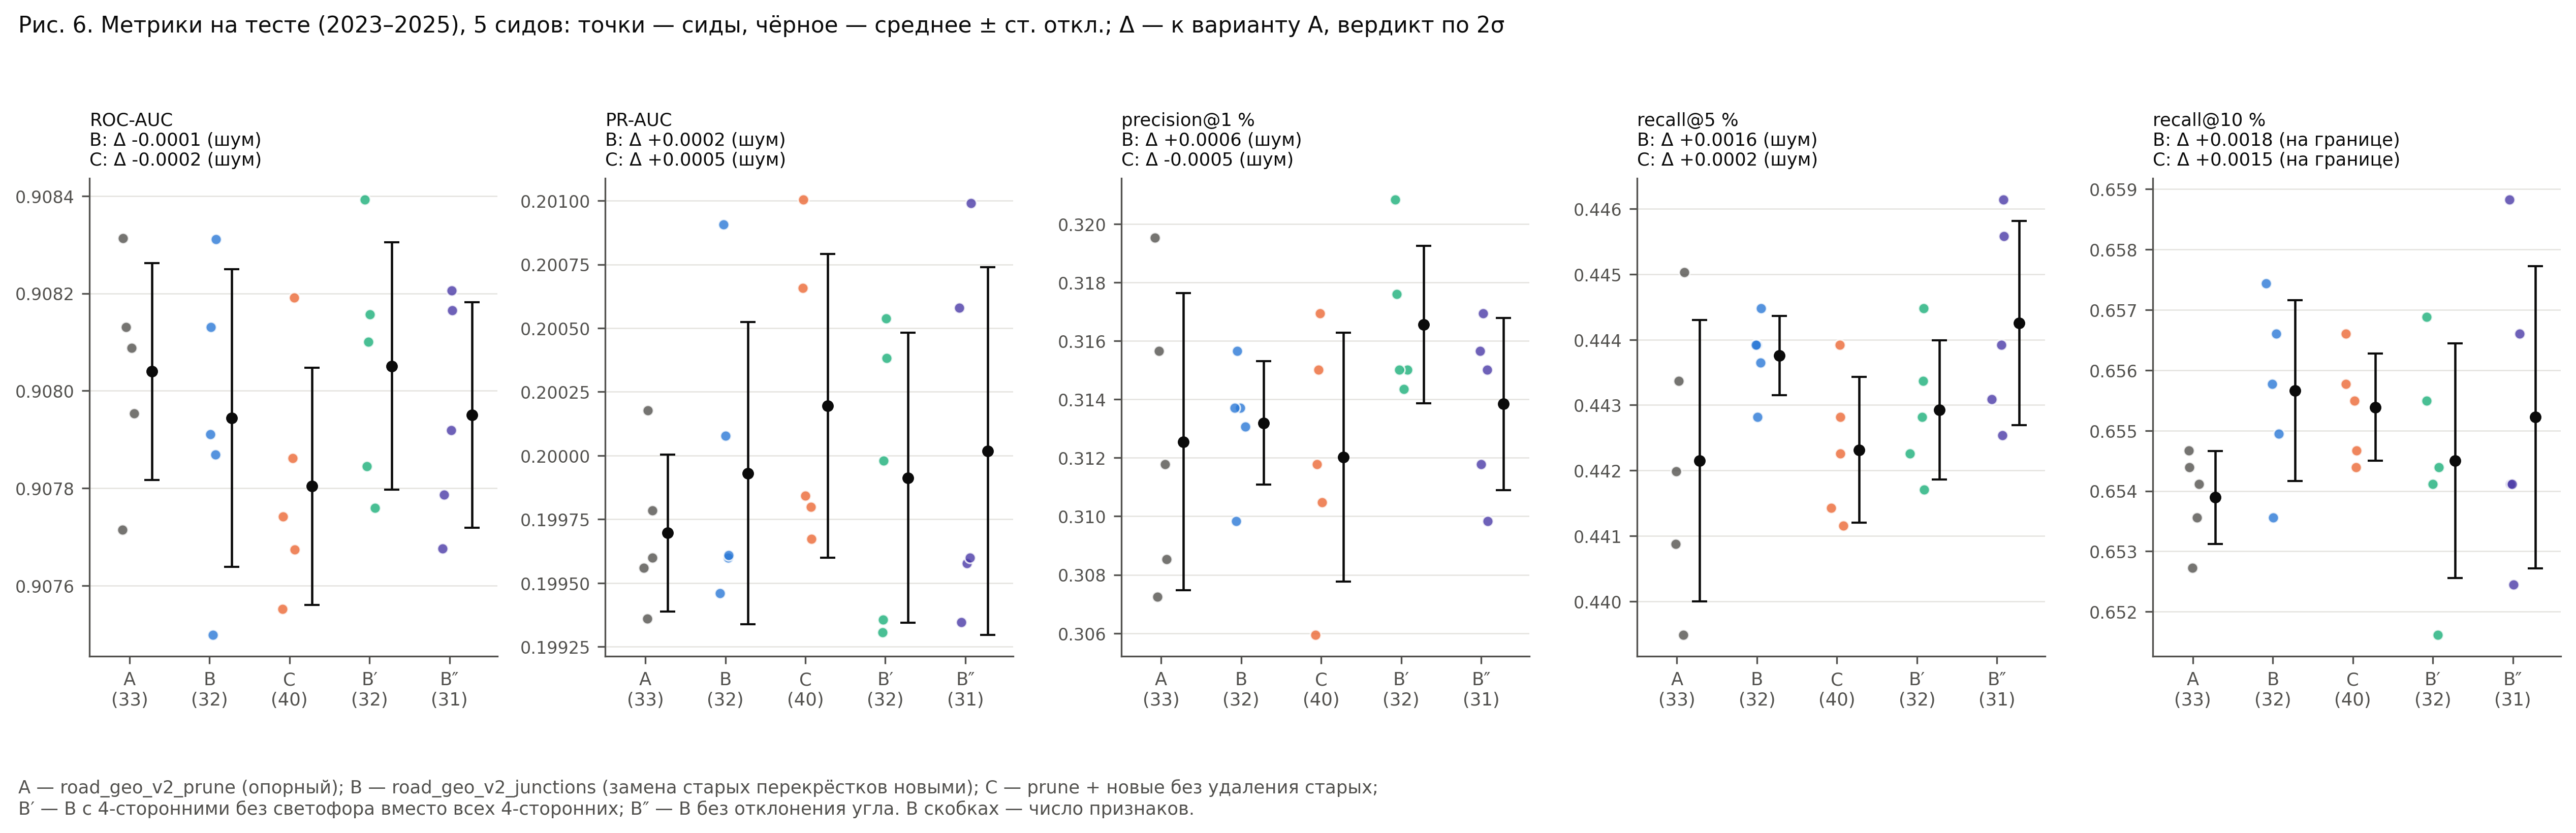 Рис. 6. Метрики на тесте (2023–2025), 5 сидов: точки — сиды, чёрное — среднее ± ст. откл.; Δ — к варианту A, вердикт по 2σ
ROC-AUC
B: Δ -0.0001 (шум)
C: Δ -0.0002 (шум)
0.9084
0.9082
0.9080
0.9078
0.9076
A
(33)
B
(32)
C
(40)
B′
(32)
B″
(31)
PR-AUC
B: Δ +0.0002 (шум)
C: Δ +0.0005 (шум)
0.20100
0.20075
0.20050
0.20025
0.20000
0.19975
0.19950
0.19925
A
(33)
B
(32)
C
(40)
B′
(32)
B″
(31)
precision@1 %
B: Δ +0.0006 (шум)
C: Δ -0.0005 (шум)
0.320
0.318
0.316
0.314
0.312
0.310
0.308
0.306
A
(33)
B
(32)
C
(40)
B′
(32)
B″
(31)
recall@5 %
B: Δ +0.0016 (шум)
C: Δ +0.0002 (шум)
0.446
0.445
0.444
0.443
0.442
0.441
0.440
A
(33)
B
(32)
C
(40)
B′
(32)
B″
(31)
recall@10 %
B: Δ +0.0018 (на границе)
C: Δ +0.0015 (на границе)
0.659
0.658
0.657
0.656
0.655
0.654
0.653
0.652
A
(33)
B
(32)
C
(40)
B′
(32)
B″
(31)
A — road_geo_v2_prune (опорный); B — road_geo_v2_junctions (замена старых перекрёстков новыми); C — prune + новые без удаления старых;
B′ — B с 4-сторонними без светофора вместо всех 4-сторонних; B″ — B без отклонения угла. В скобках — число признаков.